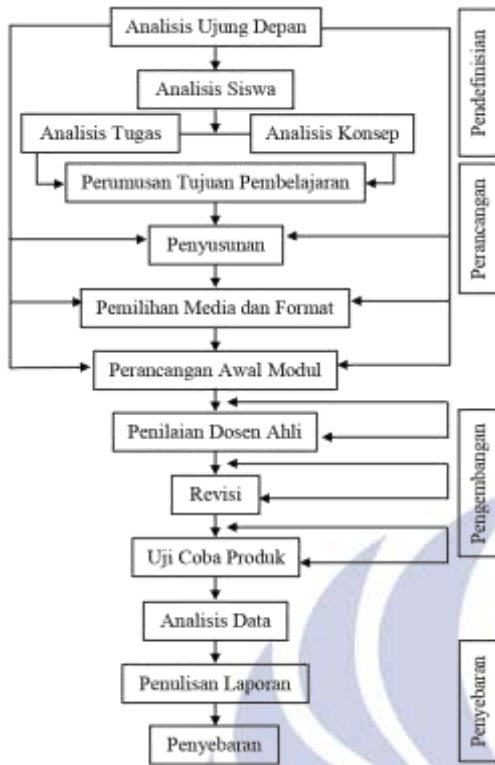 Analisis Ujung Depan
Analisis Siswa
Analisis Tugas
Analisis Konsep
Perumusan Tujuan Pembelajaran
Penyusunan
Pemilihan Media dan Format
Perancangan Awal Modul
Penilaian Dosen Ahli
Revisi
Uji Coba Produk
Analisis Data
Penulisan Laporan
Penyebaran
Pendefinisian
Perancangan
Pengembangan
Penyebaran